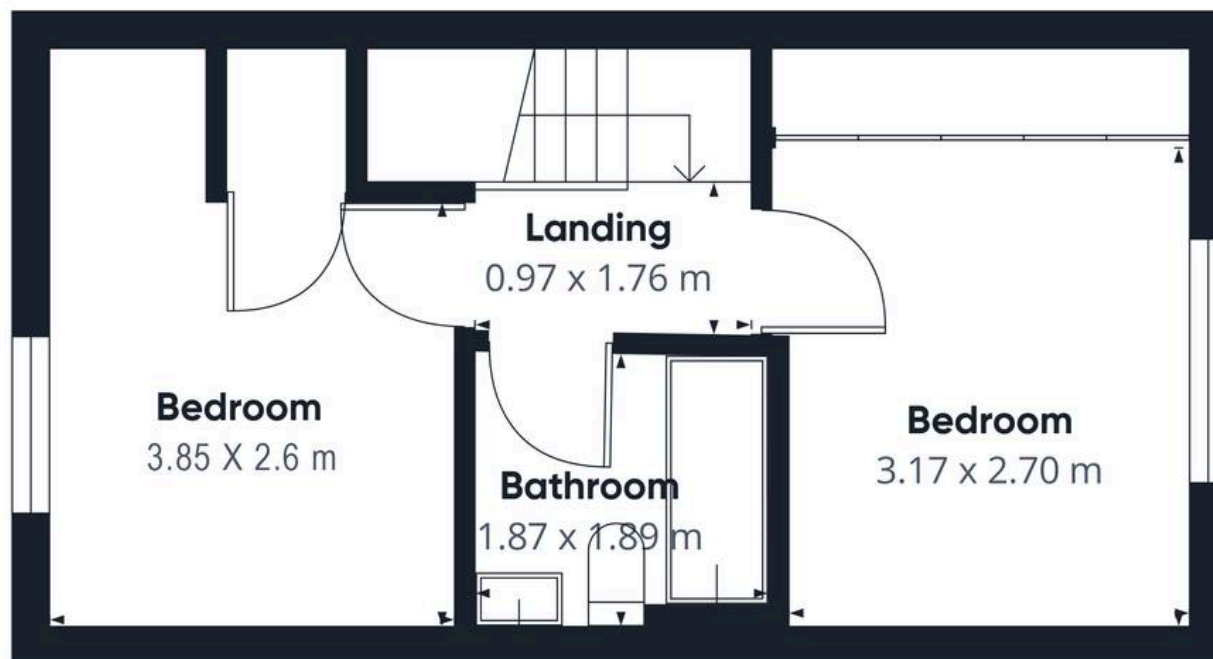 Landing
0.97 x 1.76 m
Bedroom
3.85 X 2.6 m
Bathroom
1.87 x 1.89 m
Bedroom
3.17 x 2.70 m